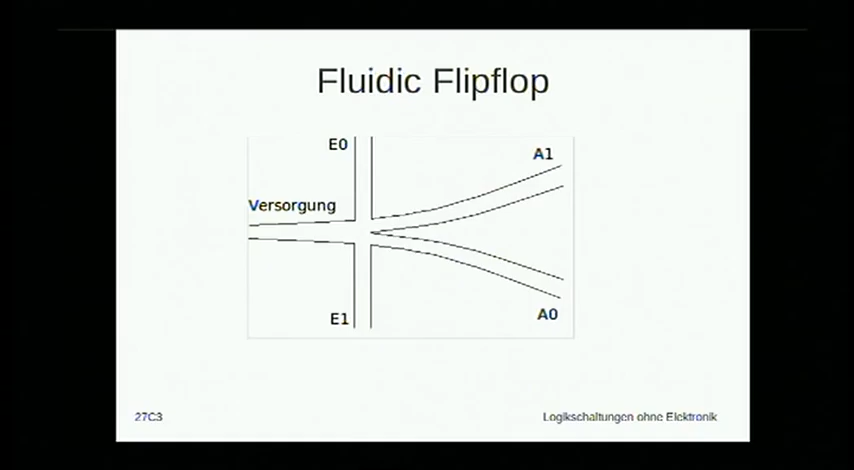 Fluidic Flipflop
E0
A1
Versorgung
E1
A0
27C3
Logikschaltungen ohne Elektronik